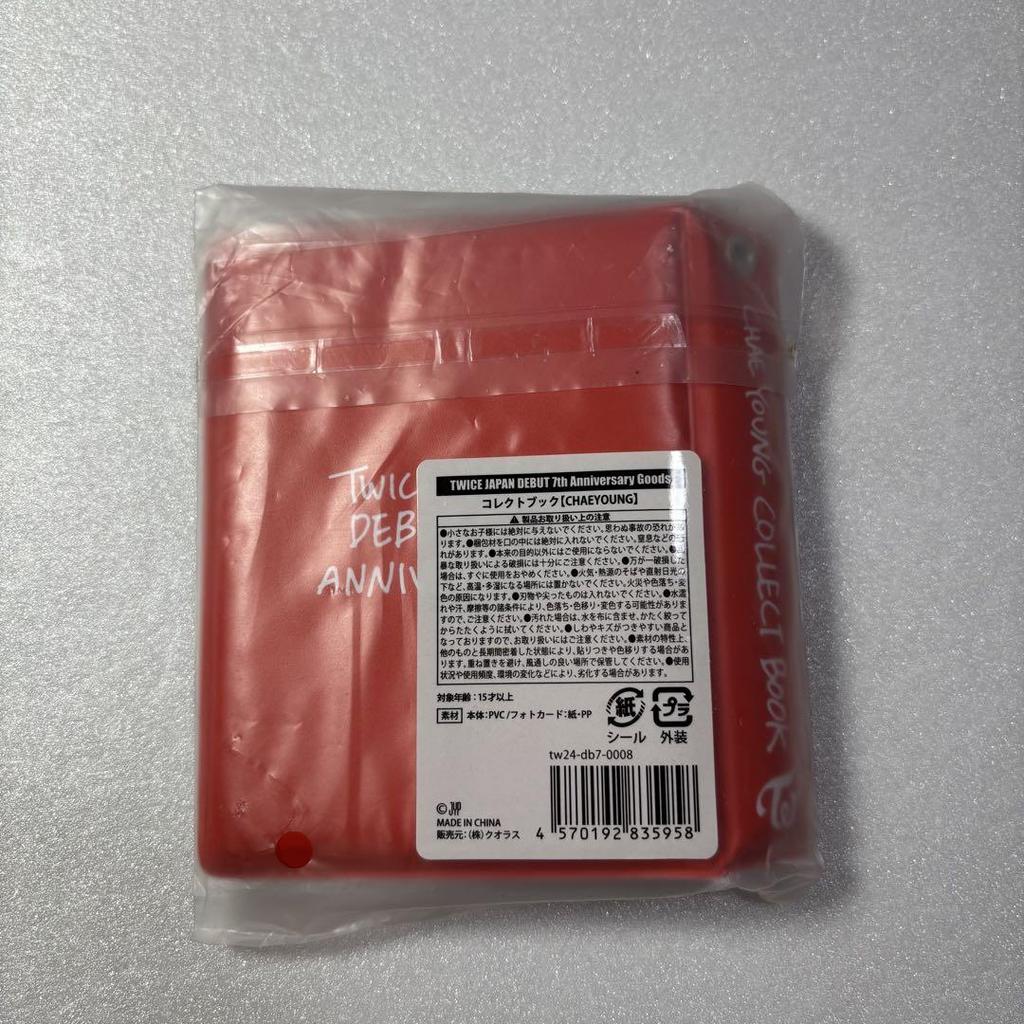 TWIC
DEB
ANNIV
CHAE YOUNG COLLECT BOOK
TWICE JAPAN DEBUT 7th Anniversary Goods
コレクトブック【CHAEYOUNG】
⚠ 製品お取り扱い上の注意
●小さなお子様には絶対に与えないでください。思わぬ事故の恐れがあ
ります。●梱包材を口の中には絶対に入れないでください。窒息などの恐
れがあります。●本来の目的以外にはご使用にならないでください。●乱
暴な取り扱いによる破損には十分にご注意ください。●万が一破損した
場合は、すぐに使用をおやめください。●火気・熱源のそばや直射日光の
下など、高温・多湿になる場所には置かないでください。火災や色落ち・変
色の原因になります。●刃物や尖ったものは入れないでください。●水濡
れや汗、摩擦等の諸条件により、色落ち・色移り・変色する可能性がありま
すので、ご注意ください。●汚れた場合は、水を布に含ませ、かたく絞って
からたたくように拭いてください。●しわやキズがつきやすい商品と
なっておりますので、お取り扱いにはご注意ください。●素材の特性上、
他のものと長期間密着した状態により、貼りつきや色移りする場合があり
ます。重ね置きを避け、風通しの良い場所で保管してください。●使用
状況や使用頻度、環境の変化などにより、劣化する場合があります。
対象年齢：15才以上
素材 本体：PVC/フォトカード：紙・PP
紙 プラ
シール 外装
tw24-db7-0008
© JYP
MADE IN CHINA
販売元：(株)クオラス
4 570192 835958